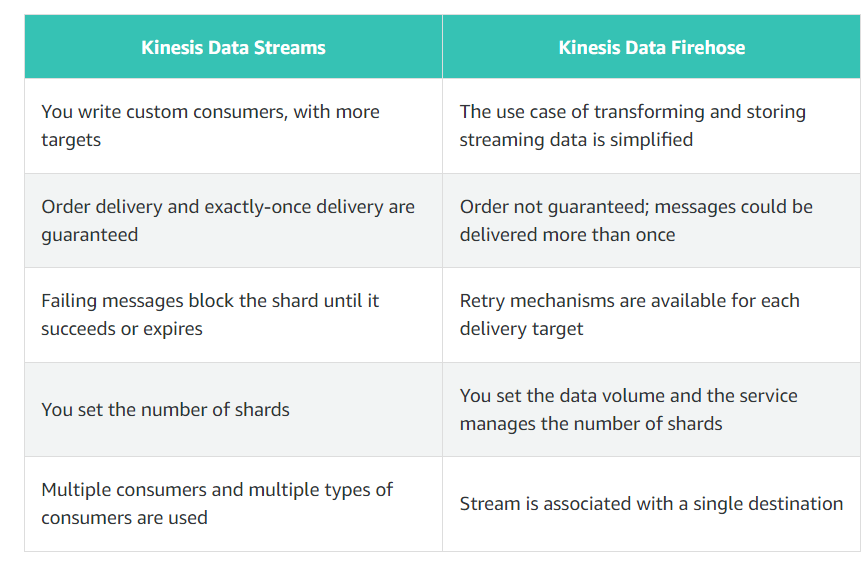 Kinesis Data Streams
Kinesis Data Firehose
You write custom consumers, with more
targets
The use case of transforming and storing
streaming data is simplified
Order delivery and exactly-once delivery are
guaranteed
Order not guaranteed; messages could be
delivered more than once
Failing messages block the shard until it
succeeds or expires
Retry mechanisms are available for each
delivery target
You set the number of shards
You set the data volume and the service
manages the number of shards
Multiple consumers and multiple types of
consumers are used
Stream is associated with a single destination